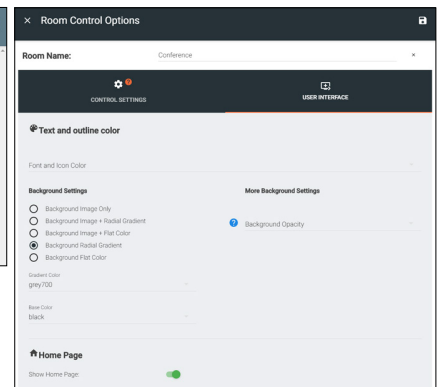 × Room Control Options
Room Name: Conference ×
CONTROL SETTINGS USER INTERFACE
Text and outline color
Font and Icon Color
Background Settings More Background Settings
Background Image Only
Background Image + Radial Gradient
? Background Opacity
Background Image + Flat Color
Background Radial Gradient
Background Flat Color
Gradient Color
grey700
Base Color
black
Home Page
Show Home Page: